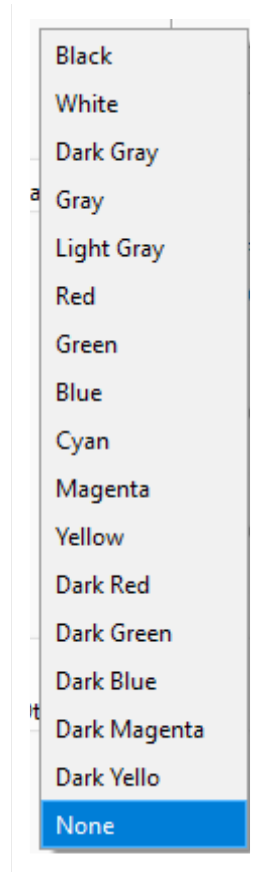 Black
White
Dark Gray
Gray
Light Gray
Red
Green
Blue
Cyan
Magenta
Yellow
Dark Red
Dark Green
Dark Blue
Dark Magenta
Dark Yello
None